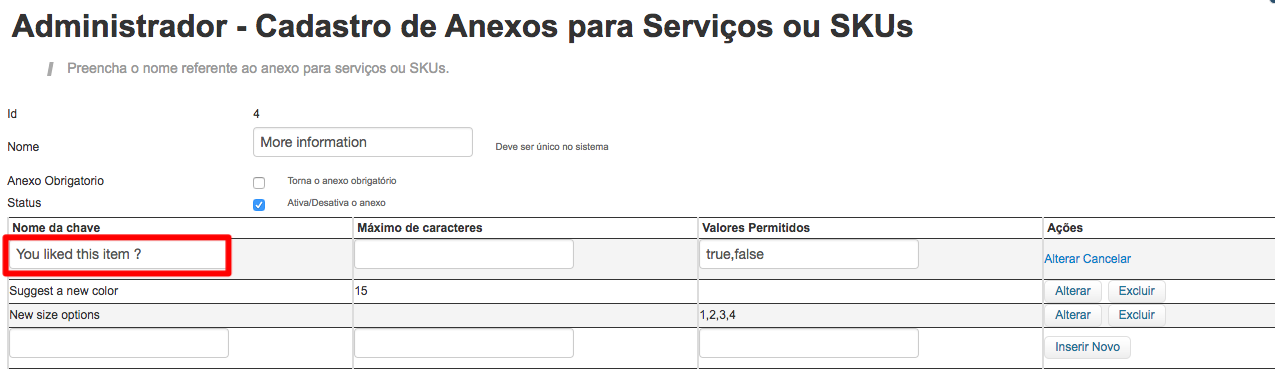 Administrador - Cadastro de Anexos para Serviços ou SKUs
Preencha o nome referente ao anexo para serviços ou SKUs.
Id 4
Nome More information Deve ser único no sistema
Anexo Obrigatorio Torna o anexo obrigatório
Status Ativa/Desativa o anexo
Nome da chave Máximo de caracteres Valores Permitidos Ações
You liked this item ? true,false Alterar Cancelar
Suggest a new color 15 Alterar Excluir
New size options 1,2,3,4 Alterar Excluir
Inserir Novo